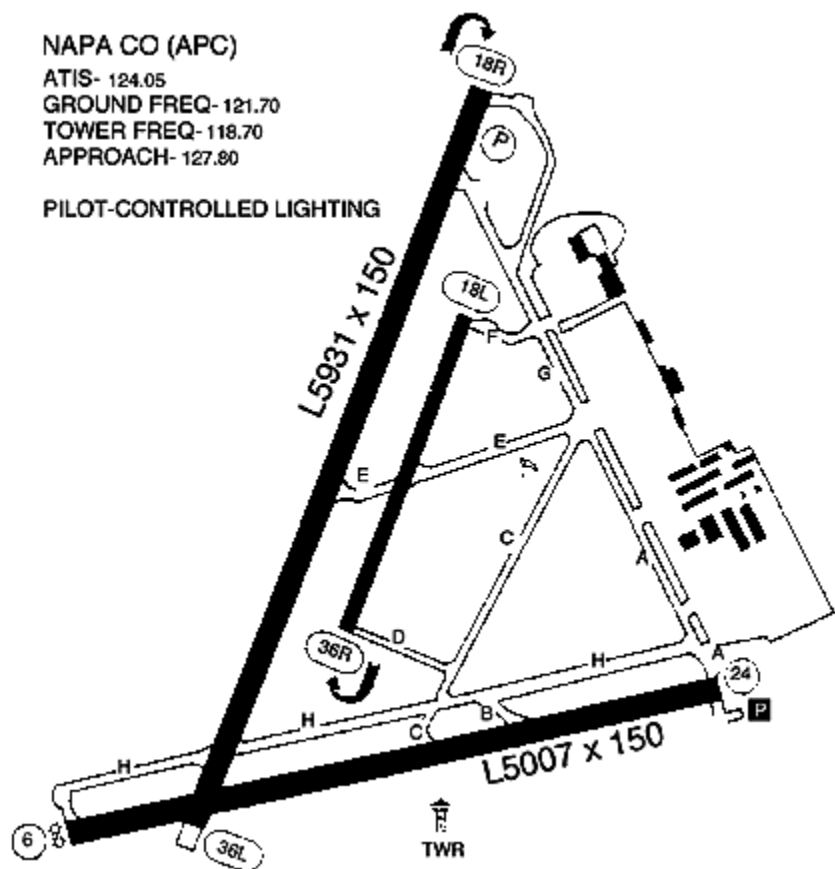 NAPA CO (APC)
ATIS- 124.05
GROUND FREQ- 121.70
TOWER FREQ- 118.70
APPROACH- 127.80
PILOT-CONTROLLED LIGHTING
18R
P
L5931 x 150
18L
F
G
E
E
C
A
D
36R
H
A
24
P
H
B
C
H
L5007 x 150
6
36L
TWR